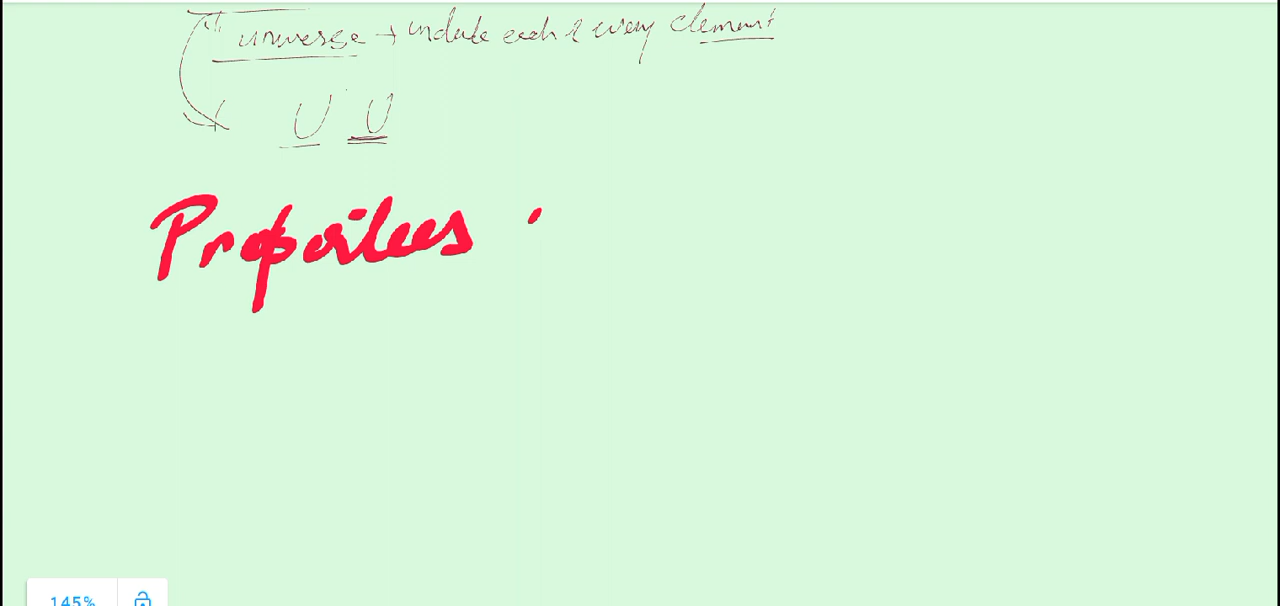 universe → include each & every element
U U
Properties :
145%